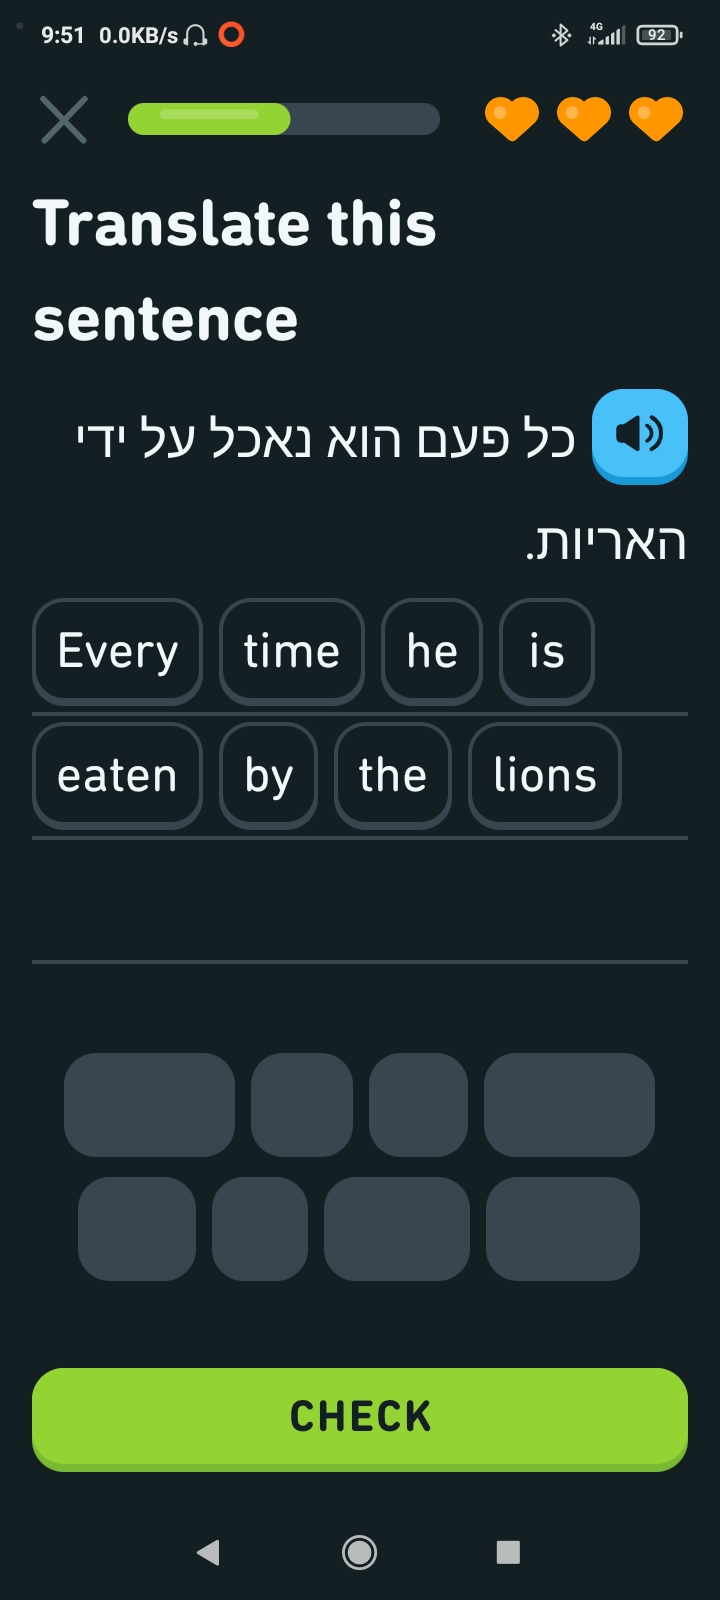 9:51 0.0KB/s 4G 92
Translate this
sentence
כל פעם הוא נאכל על ידי
האריות.
Every time he is
eaten by the lions
CHECK